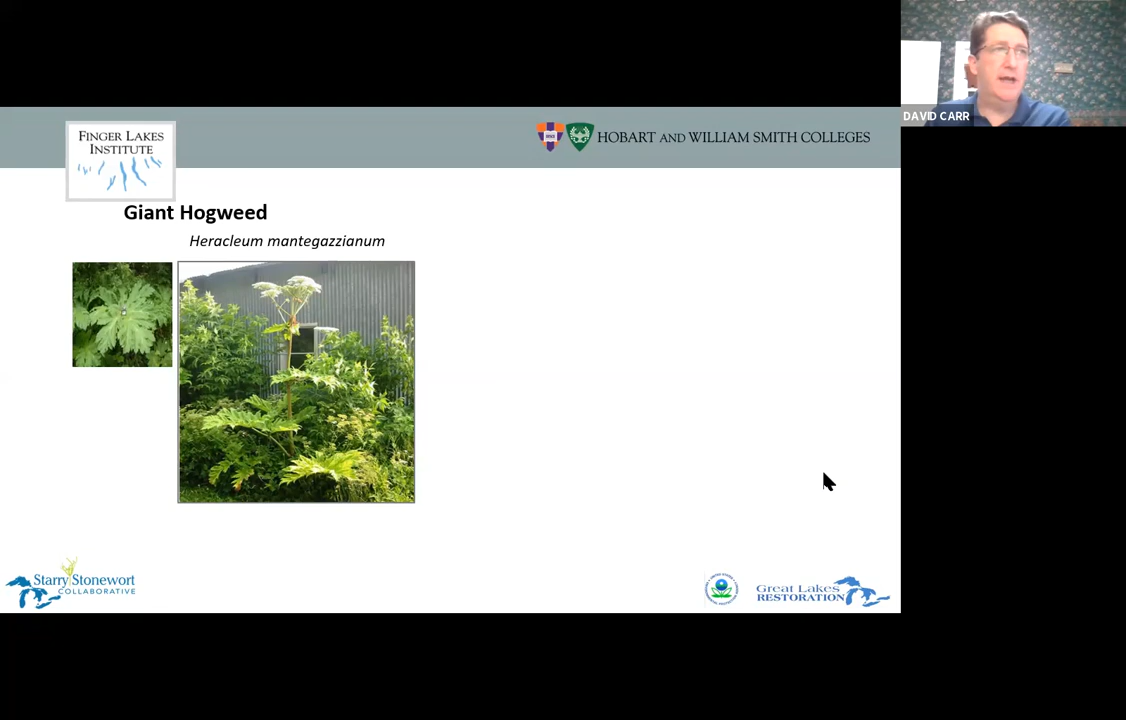 DAVID CARR
FINGER LAKES
INSTITUTE
HOBART AND WILLIAM SMITH COLLEGES
Giant Hogweed
Heracleum mantegazzianum
Starry Stonewort
COLLABORATIVE
Great Lakes
RESTORATION